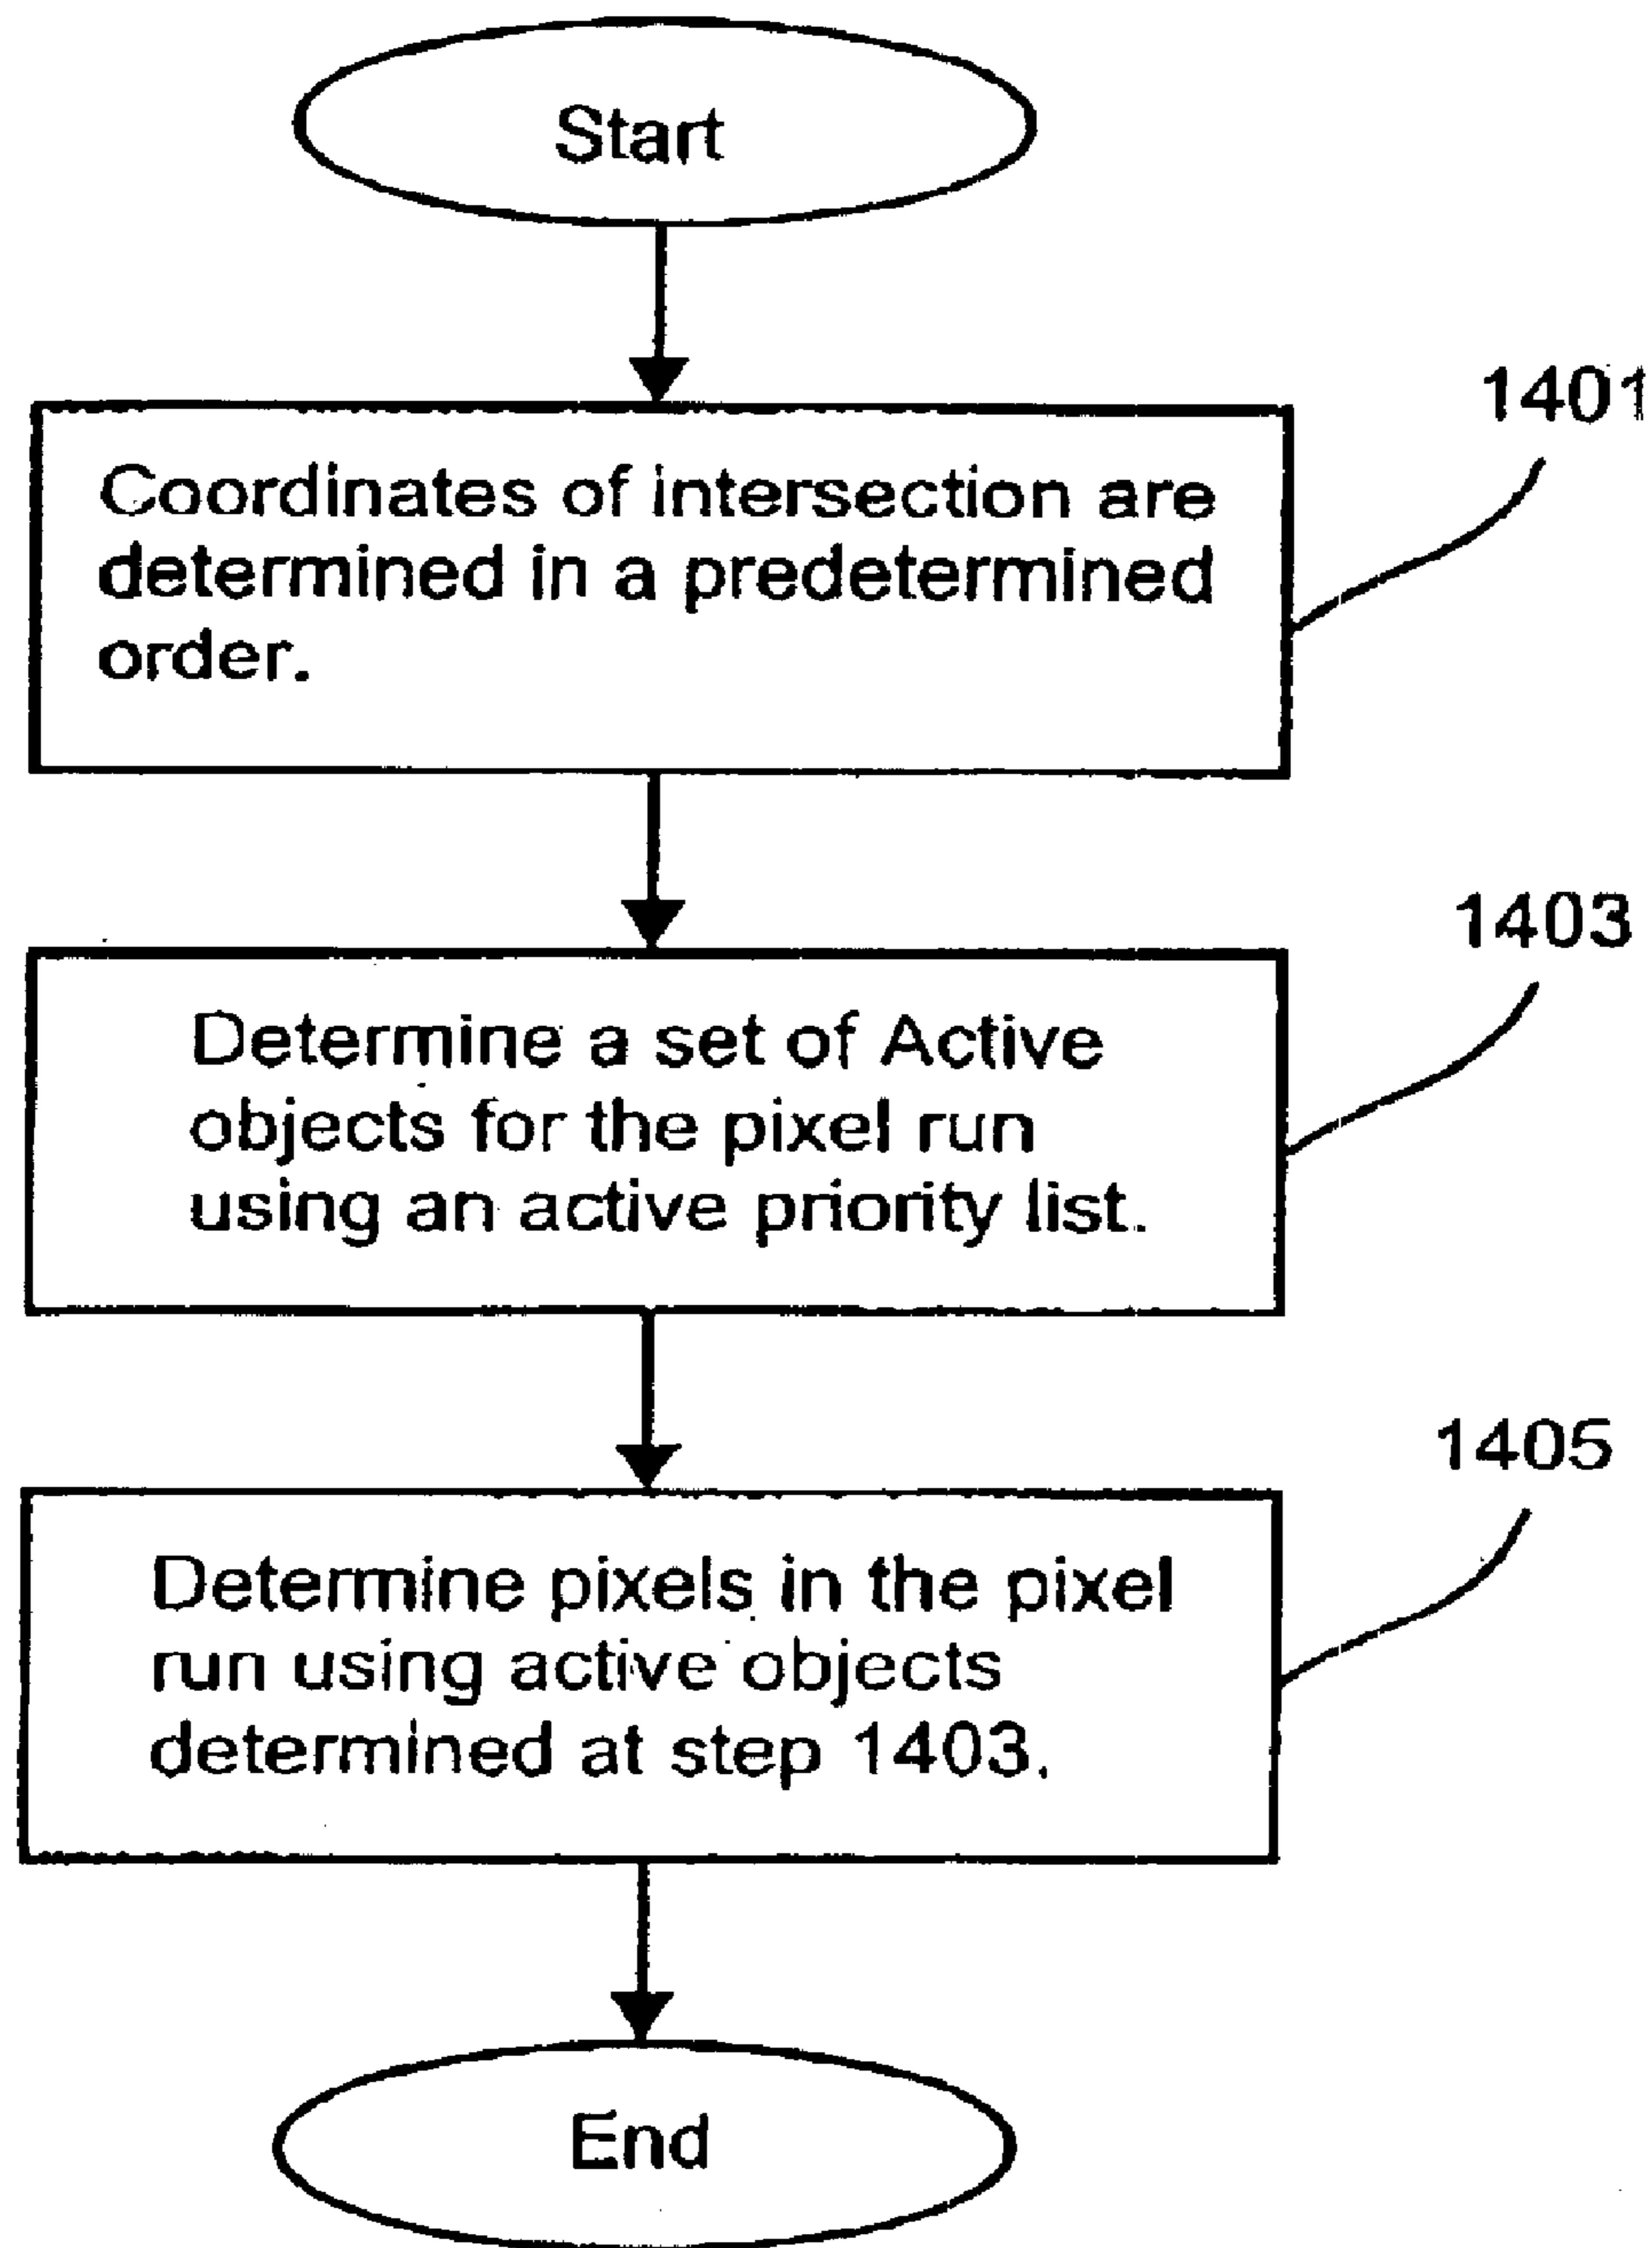 Start
1401
Coordinates of intersection are
determined in a predetermined
order.
1403
Determine a set of Active
objects for the pixel run
using an active priority list.
1405
Determine pixels in the pixel
run using active objects
determined at step 1403.
End